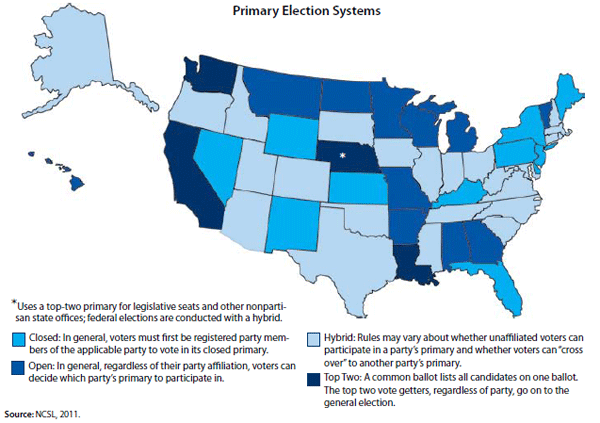 Primary Election Systems
*
*Uses a top-two primary for legislative seats and other nonparti-
san state offices; federal elections are conducted with a hybrid.
Closed: In general, voters must first be registered party mem-
bers of the applicable party to vote in its closed primary.
Open: In general, regardless of their party affiliation, voters can
decide which party's primary to participate in.
Hybrid: Rules may vary about whether unaffiliated voters can
participate in a party's primary and whether voters can “cross
over” to another party's primary.
Top Two: A common ballot lists all candidates on one ballot.
The top two vote getters, regardless of party, go on to the
general election.
Source: NCSL, 2011.